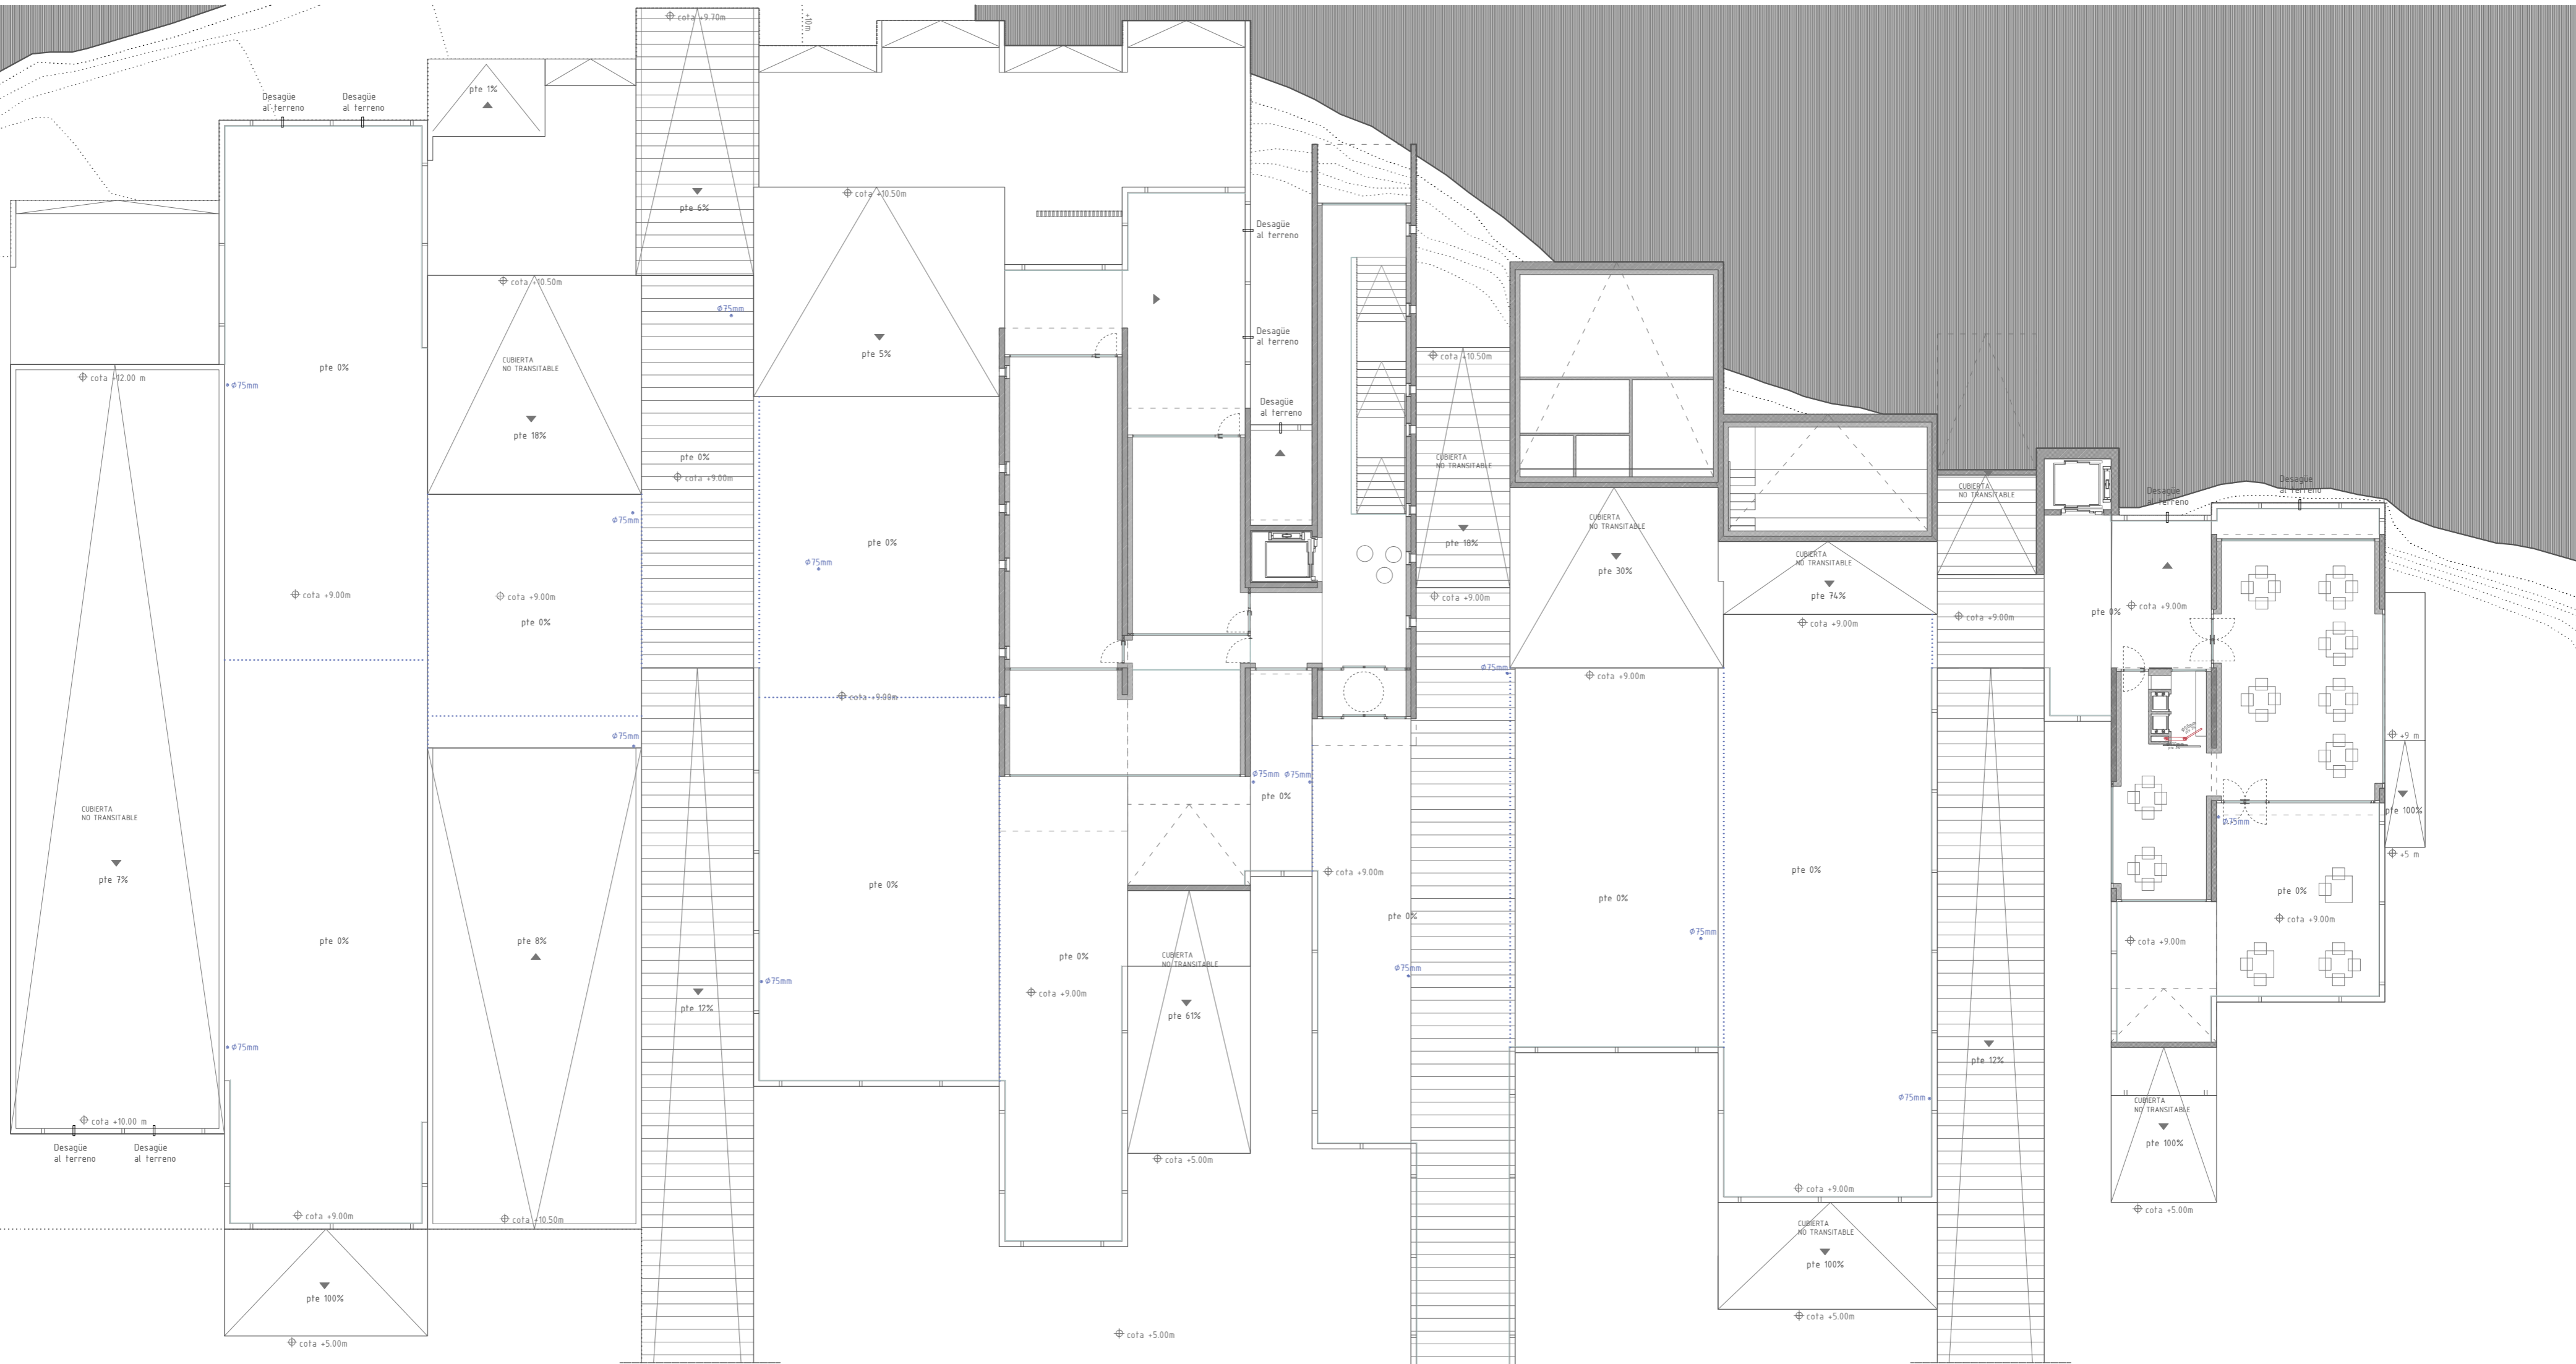 cota +9.70m
+10m
pte 1%
Desagüe
al terreno
Desagüe
al terreno
pte 6%
cota +10.50m
Desagüe
al terreno
cota +10.50m
Ø75mm
Desagüe
al terreno
pte 5%
cota +10.50m
CUBIERTA
NO TRANSITABLE
pte 0%
cota +12.00 m
Ø75mm
Desagüe
al terreno
pte 18%
pte 0%
cota +9.00m
CUBIERTA
NO TRANSITABLE
CUBIERTA
NO TRANSITABLE
Desagüe
al terreno
Desagüe
al terreno
Ø75mm
CUBIERTA
NO TRANSITABLE
pte 0%
pte 18%
Ø75mm
CUBIERTA
NO TRANSITABLE
pte 30%
pte 74%
cota +9.00m
cota +9.00m
pte 0%
cota +9.00m
cota +9.00m
cota +9.00m
pte 0%
cota +9.00m
Ø75mm
cota +9.00m
cota +9.00m
Ø75mm
+9 m
Ø75mm
Ø75mm
pte 0%
CUBIERTA
NO TRANSITABLE
pte 100%
Ø75mm
+5 m
pte 7%
pte 0%
cota +9.00m
pte 0%
pte 0%
pte 0%
pte 0%
cota +9.00m
pte 0%
Ø75mm
pte 0%
pte 8%
cota +9.00m
pte 0%
CUBIERTA
NO TRANSITABLE
Ø75mm
Ø75mm
cota +9.00m
pte 12%
pte 61%
Ø75mm
pte 12%
Ø75mm
CUBIERTA
NO TRANSITABLE
cota +10.00 m
pte 100%
Desagüe
al terreno
Desagüe
al terreno
cota +5.00m
cota +9.00m
cota +5.00m
cota +9.00m
cota +10.50m
CUBIERTA
NO TRANSITABLE
pte 100%
pte 100%
cota +5.00m
cota +5.00m
cota +5.00m